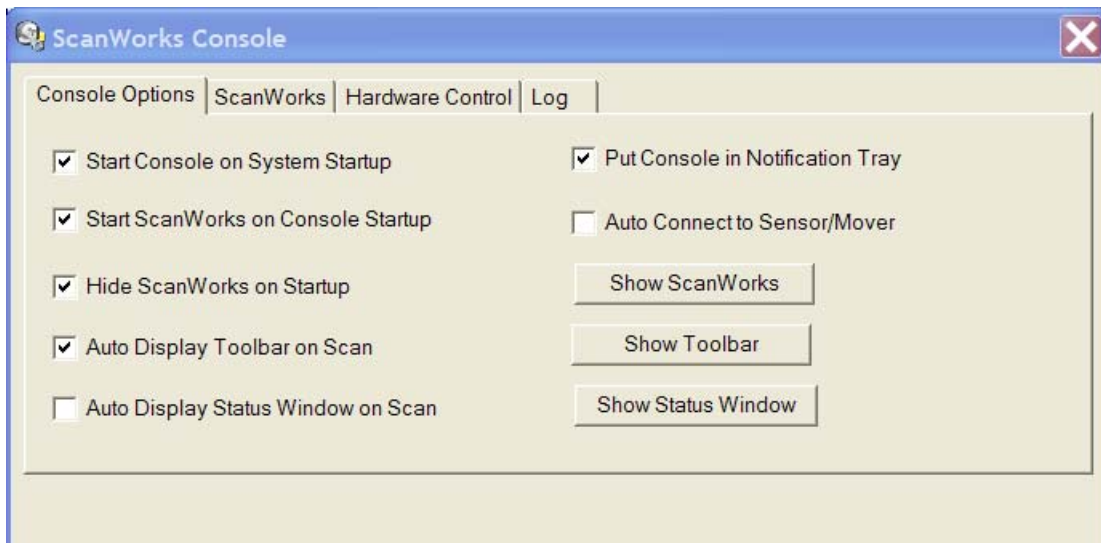 ScanWorks Console
Console Options
ScanWorks
Hardware Control
Log
Start Console on System Startup
Put Console in Notification Tray
Start ScanWorks on Console Startup
Auto Connect to Sensor/Mover
Hide ScanWorks on Startup
Show ScanWorks
Auto Display Toolbar on Scan
Show Toolbar
Auto Display Status Window on Scan
Show Status Window